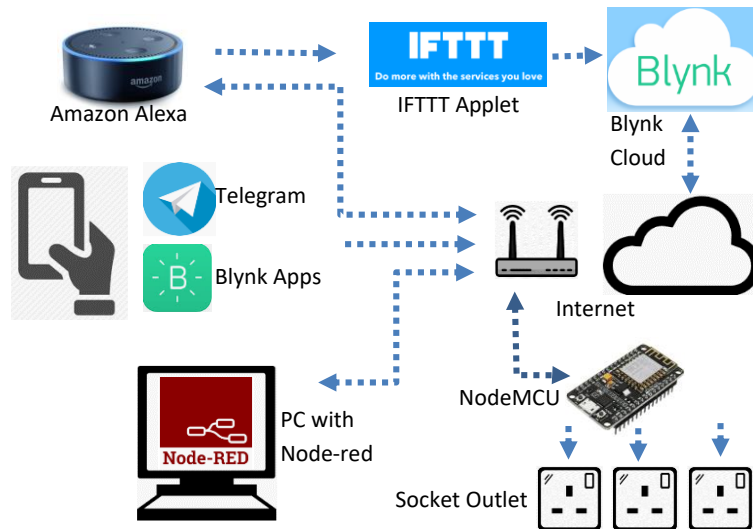 IFTTT
Do more with the services you love
Blynk
amazon
Amazon Alexa
IFTTT Applet
Blynk
Cloud
Telegram
B
Blynk Apps
Internet
NodeMCU
PC with
Node-red
Node-RED
Socket Outlet